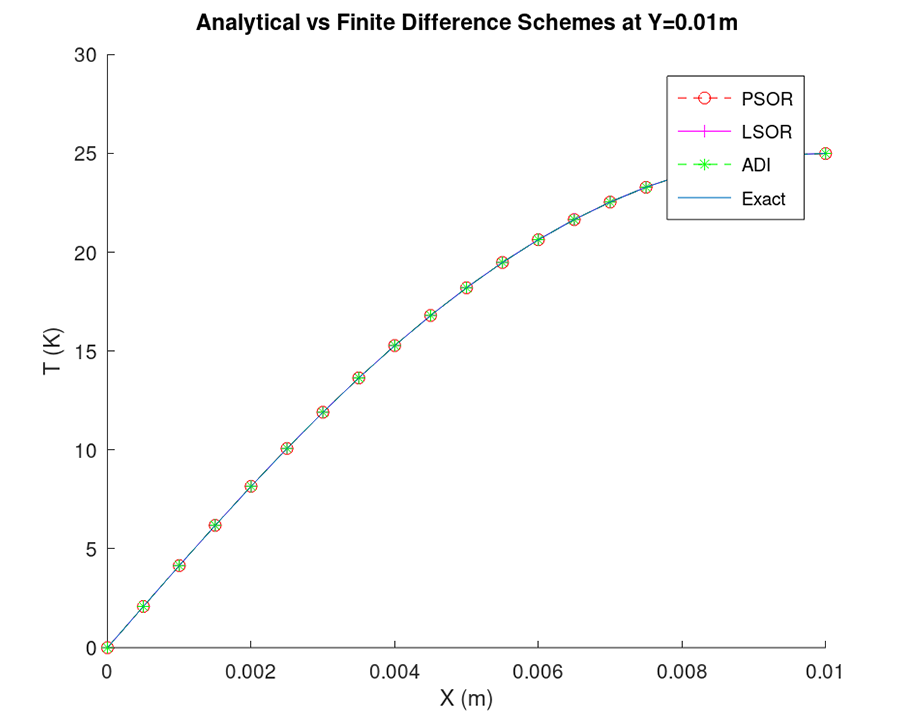 Analytical vs Finite Difference Schemes at Y=0.01m
30
25
20
15
10
5
0
T (K)
PSOR
LSOR
ADI
Exact
0
0.002
0.004
0.006
0.008
0.01
X (m)